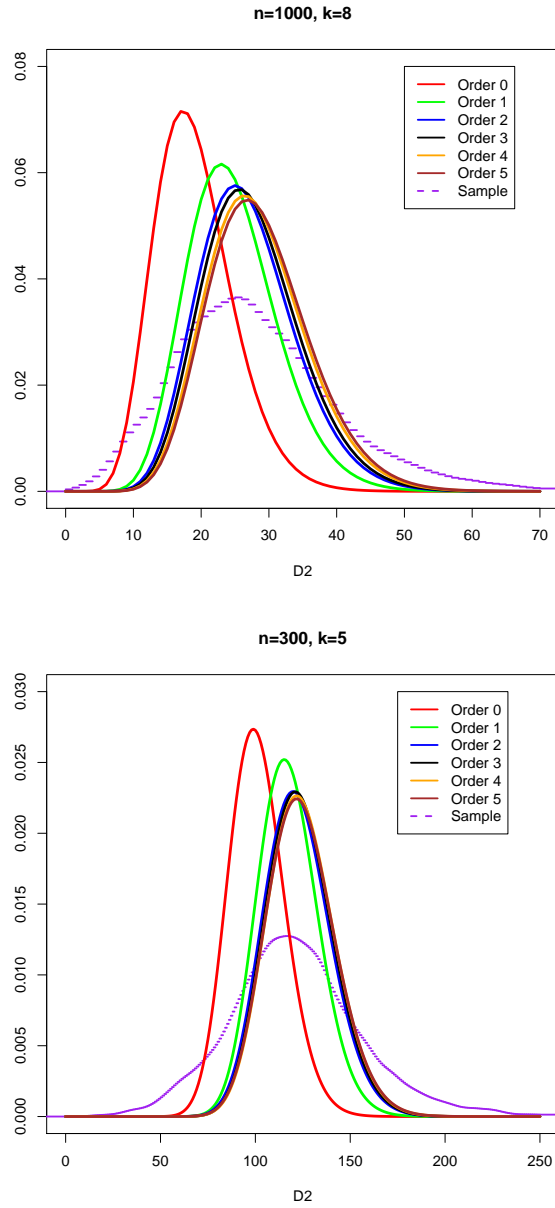 n=1000, k=8
0.08
0.06
0.04
0.02
0.00
Order 0
Order 1
Order 2
Order 3
Order 4
Order 5
Sample
0 10 20 30 40 50 60 70
D2
n=300, k=5
0.030
0.025
0.020
0.015
0.010
0.005
0.000
Order 0
Order 1
Order 2
Order 3
Order 4
Order 5
Sample
0 50 100 150 200 250
D2